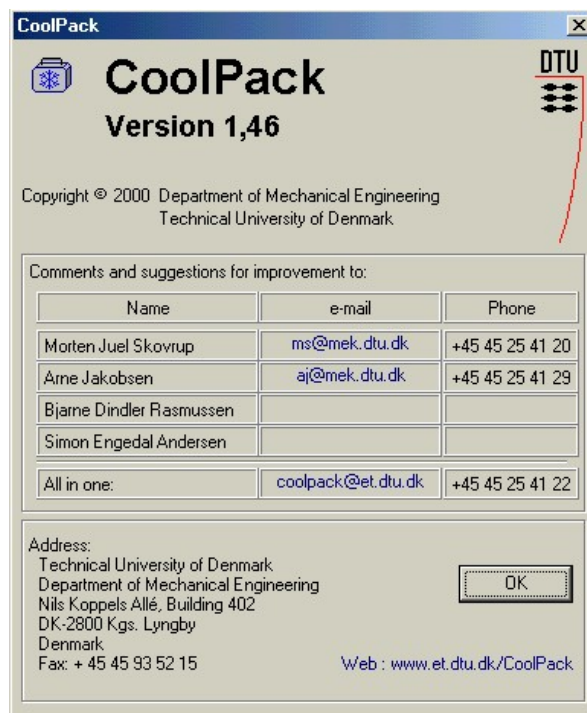 CoolPack
DTU
CoolPack
Version 1,46
Copyright © 2000 Department of Mechanical Engineering
Technical University of Denmark
Comments and suggestions for improvement to:
Name e-mail Phone
Morten Juel Skovrup ms@mek.dtu.dk +45 45 25 41 20
Arne Jakobsen aj@mek.dtu.dk +45 45 25 41 29
Bjarne Dindler Rasmussen
Simon Engedal Andersen
All in one: coolpack@et.dtu.dk +45 45 25 41 22
Address:
Technical University of Denmark
Department of Mechanical Engineering
Nils Koppels Allé, Building 402
DK-2800 Kgs. Lyngby
Denmark
Fax: + 45 45 93 52 15
OK
Web : www.et.dtu.dk/CoolPack